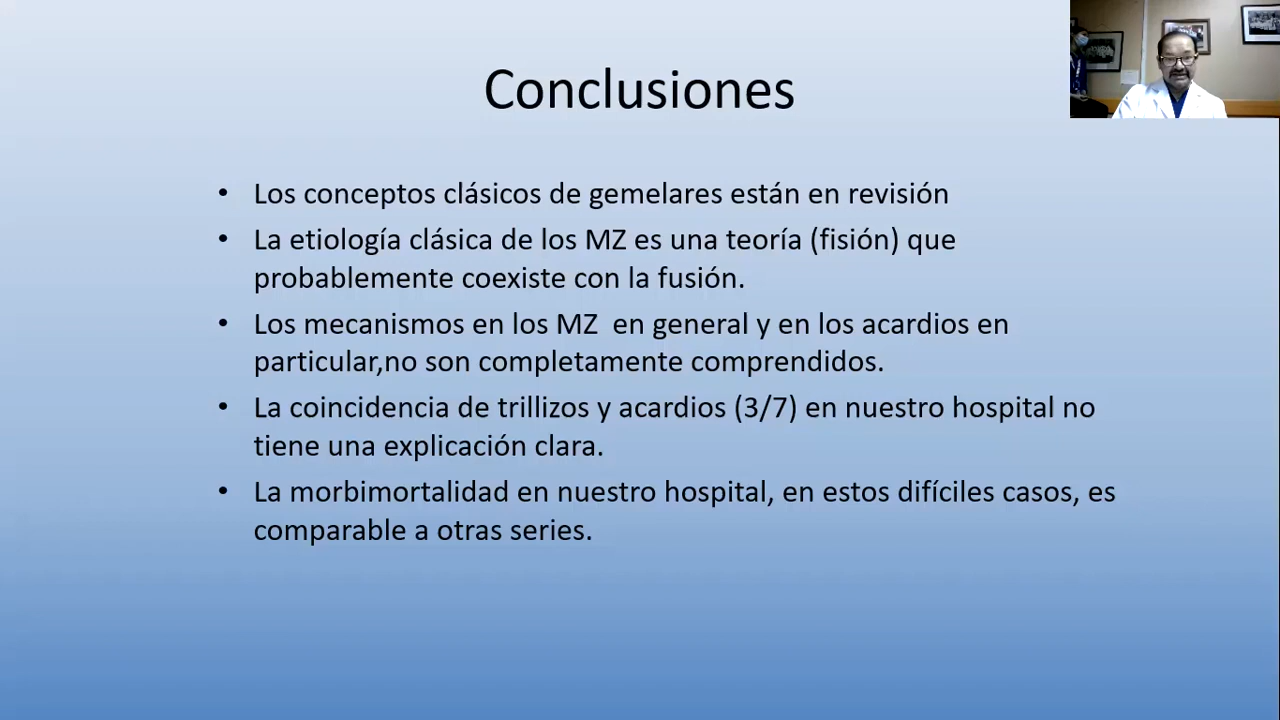 Conclusiones
• Los conceptos clásicos de gemelares están en revisión
• La etiología clásica de los MZ es una teoría (fisión) que
probablemente coexiste con la fusión.
• Los mecanismos en los MZ  en general y en los acardios en
particular,no son completamente comprendidos.
• La coincidencia de trillizos y acardios (3/7) en nuestro hospital no
tiene una explicación clara.
• La morbimortalidad en nuestro hospital, en estos difíciles casos, es
comparable a otras series.